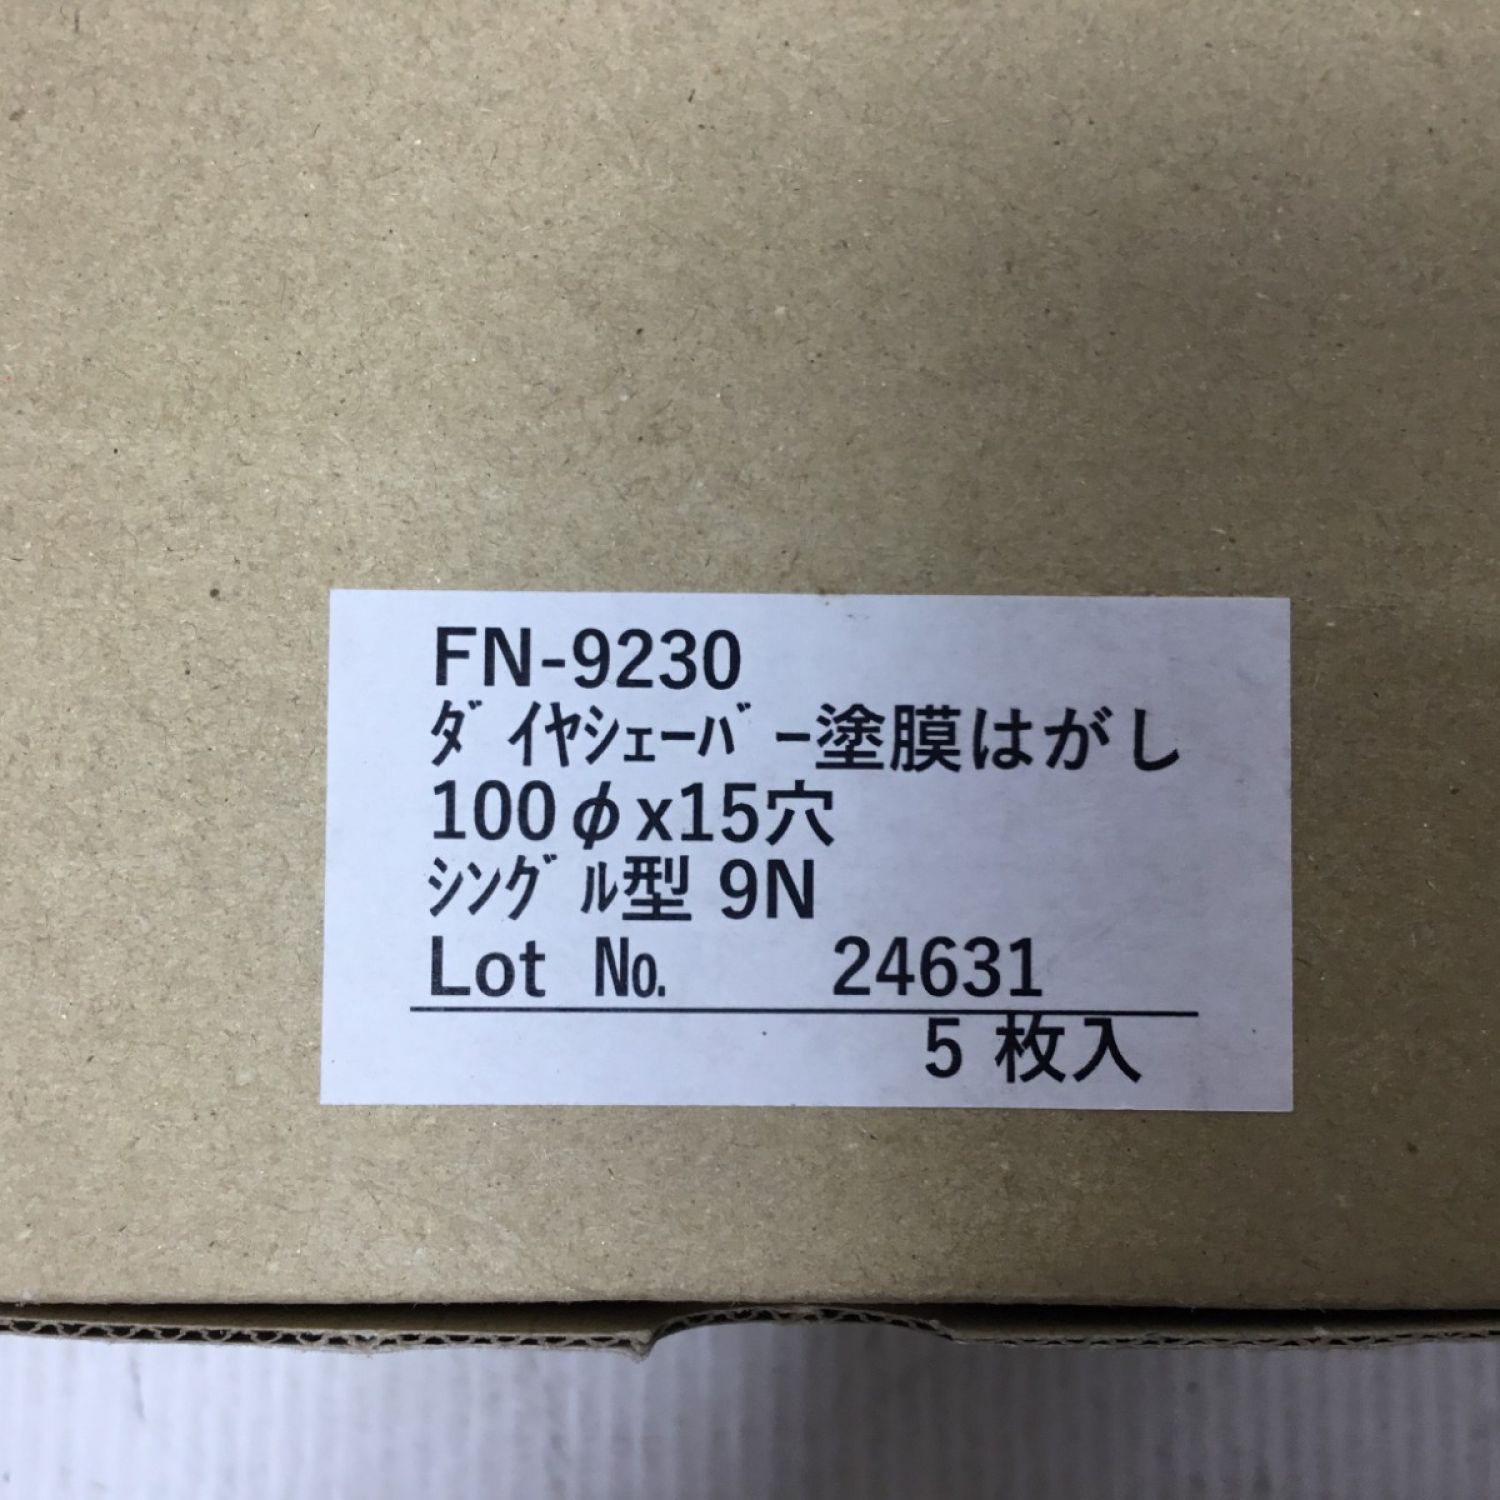 FN-9230
ﾀﾞｲﾔｼｪｰﾊﾞｰ塗膜はがし
100φx15穴
ｼﾝｸﾞﾙ型 9N
Lot №. 24631
5 枚入